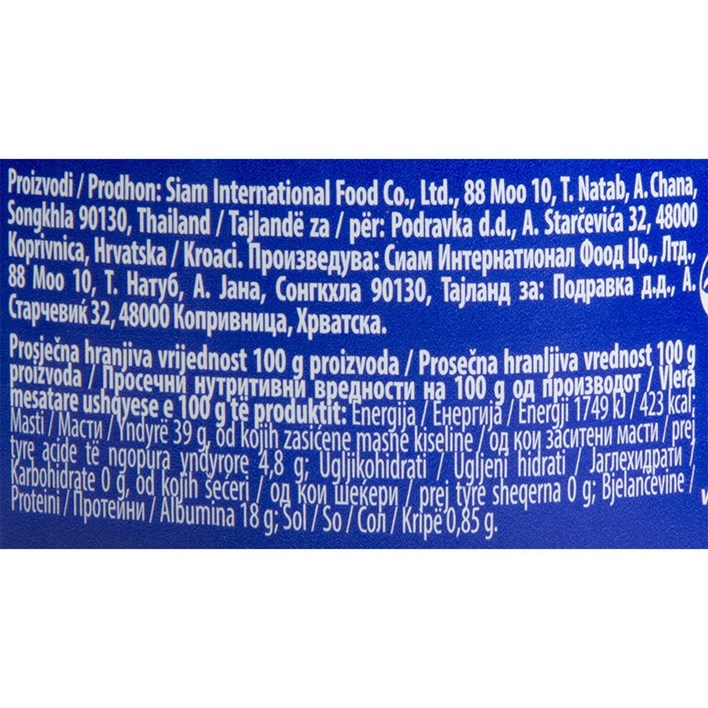 Proizvodi / Prodhon: Siam International Food Co., Ltd., 88 Moo 10, T. Natab, A. Chana,
Songkhla 90130, Thailand / Tajlandë za / për: Podravka d.d., A. Starčevića 32, 48000
Koprivnica, Hrvatska / Kroaci. Произведува: Сиам Интернатионал Фоод Цо., Лтд.,
88 Moo 10, Т. Натуб, А. Јана, Сонгкхла 90130, Тајланд за: Подравка д.д., А.
Старчевиќ 32, 48000 Копривница, Хрватска.
Prosječna hranjiva vrijednost 100 g proizvoda / Prosečna hranljiva vrednost 100 g
proizvoda / Просечни нутритивни вредности на 100 g од производот / Vlera
mesatare ushqyese e 100 g të produktit: Energija / Енергија / Energji 1749 kJ / 423 kcal;
Masti / Масти / Yndyrë 39 g, od kojih zasićene masne kiseline / од кои заситени масти / prej
tyre acide të ngopura yndyrore 4,8 g; Ugljikohidrati / Ugljeni hidrati / Јаглехидрати /
Karbohidrate 0 g, od kojih šećeri / од кои шеќери / prej tyre sheqerna 0 g; Bjelančevine /
Proteini / Протеини / Albumina 18 g; Sol / So / Сол / Kripë 0,85 g.